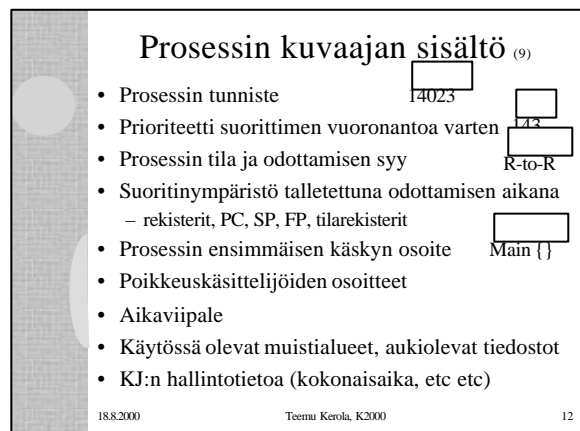 Prosessin kuvaajan sisältö (9)
• Prosessin tunniste 14023
• Prioriteetti suorittimen vuoronantoa varten 143
• Prosessin tila ja odottamisen syy R-to-R
• Suoritinympäristö talletettuna odottamisen aikana
– rekisterit, PC, SP, FP, tilarekisterit
• Prosessin ensimmäisen käskyn osoite Main {}
• Poikkeuskäsittelijöiden osoitteet
• Aikaviipale
• Käytössä olevat muistialueet, aukiolevat tiedostot
• KJ:n hallintotietoa (kokonaisaika, etc etc)
18.8.2000 Teemu Kerola, K2000 12